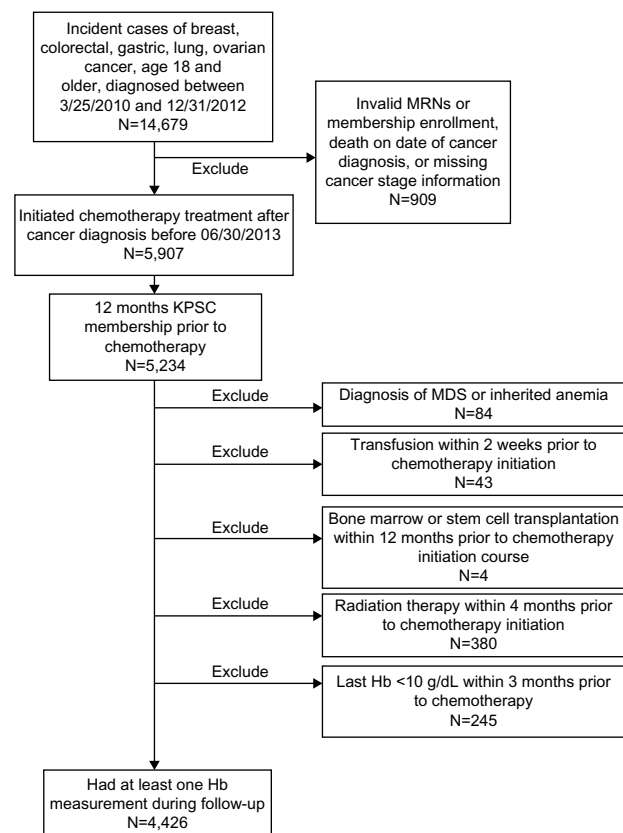 Incident cases of breast,
colorectal, gastric, lung, ovarian
cancer, age 18 and
older, diagnosed between
3/25/2010 and 12/31/2012
N=14,679
Exclude
Invalid MRNs or
membership enrollment,
death on date of cancer
diagnosis, or missing
cancer stage information
N=909
Initiated chemotherapy treatment after
cancer diagnosis before 06/30/2013
N=5,907
12 months KPSC
membership prior to
chemotherapy
N=5,234
Exclude
Diagnosis of MDS or inherited anemia
N=84
Exclude
Transfusion within 2 weeks prior to
chemotherapy initiation
N=43
Exclude
Bone marrow or stem cell transplantation
within 12 months prior to chemotherapy
initiation course
N=4
Exclude
Radiation therapy within 4 months prior
to chemotherapy initiation
N=380
Exclude
Last Hb <10 g/dL within 3 months prior
to chemotherapy
N=245
Had at least one Hb
measurement during follow-up
N=4,426